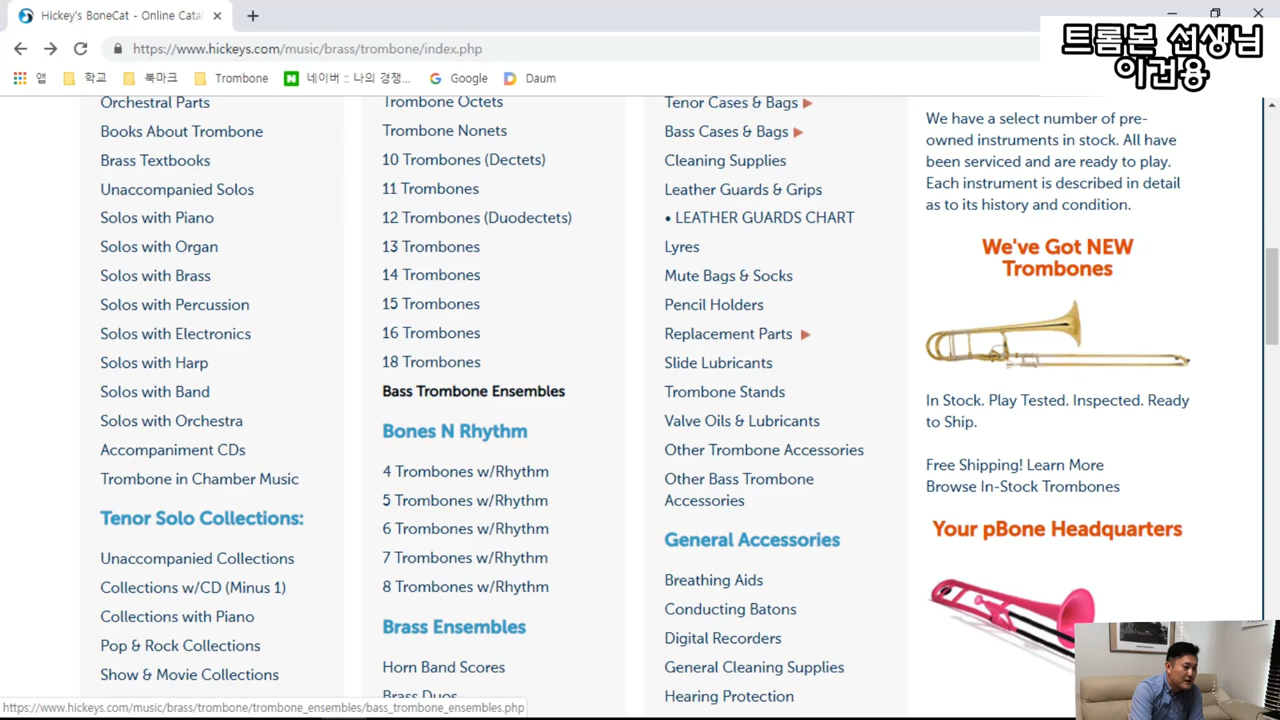 Hickey's BoneCat - Online Cata
https://www.hickeys.com/music/brass/trombone/index.php
트롬본 선생님
이건용
앱
학교
북마크
Trombone
네이버 :: 나의 경쟁...
Google
Daum
Orchestral Parts
Books About Trombone
Brass Textbooks
Unaccompanied Solos
Solos with Piano
Solos with Organ
Solos with Brass
Solos with Percussion
Solos with Electronics
Solos with Harp
Solos with Band
Solos with Orchestra
Accompaniment CDs
Trombone in Chamber Music
Tenor Solo Collections:
Unaccompanied Collections
Collections w/CD (Minus 1)
Collections with Piano
Pop & Rock Collections
Show & Movie Collections
Trombone Octets
Trombone Nonets
10 Trombones (Dectets)
11 Trombones
12 Trombones (Duodectets)
13 Trombones
14 Trombones
15 Trombones
16 Trombones
18 Trombones
Bass Trombone Ensembles
Bones N Rhythm
4 Trombones w/Rhythm
5 Trombones w/Rhythm
6 Trombones w/Rhythm
7 Trombones w/Rhythm
8 Trombones w/Rhythm
Brass Ensembles
Horn Band Scores
Brass Duos
Tenor Cases & Bags
Bass Cases & Bags
Cleaning Supplies
Leather Guards & Grips
• LEATHER GUARDS CHART
Lyres
Mute Bags & Socks
Pencil Holders
Replacement Parts
Slide Lubricants
Trombone Stands
Valve Oils & Lubricants
Other Trombone Accessories
Other Bass Trombone
Accessories
General Accessories
Breathing Aids
Conducting Batons
Digital Recorders
General Cleaning Supplies
Hearing Protection
We have a select number of pre-
owned instruments in stock. All have
been serviced and are ready to play.
Each instrument is described in detail
as to its history and condition.
We've Got NEW
Trombones
In Stock. Play Tested. Inspected. Ready
to Ship.
Free Shipping! Learn More
Browse In-Stock Trombones
Your pBone Headquarters
https://www.hickeys.com/music/brass/trombone/trombone_ensembles/bass_trombone_ensembles.php